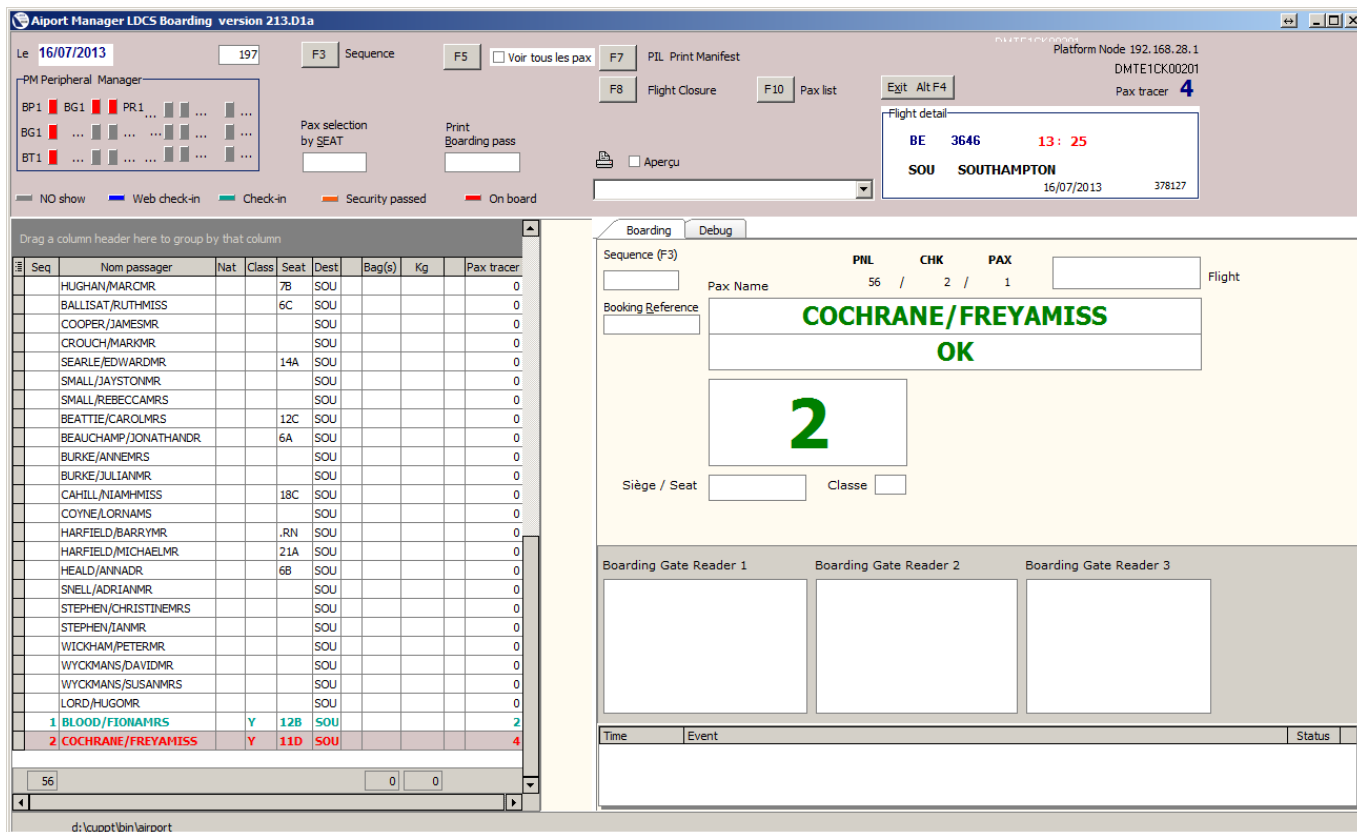 Aiport Manager LDCS Boarding version 213.D1a
Le 16/07/2013 197 F3 Sequence F5 Voir tous les pax F7 PIL Print Manifest
Platform Node 192.168.28.1
DMTE1CK00201
Pax tracer 4
F8 Flight Closure F10 Pax list Exit Alt F4
PM Peripheral Manager
BP1 BG1 PR1... ... ...
BG1 ... ... ... ... ...
BT1 ... ... ... ... ...
Pax selection by SEAT
Print Boarding pass
Aperçu
Flight detail
BE 3646 13: 25
SOU SOUTHAMPTON
16/07/2013 378127
NO show Web check-in Check-in Security passed On board
Drag a column header here to group by that column
Seq Nom passager Nat Class Seat Dest Bag(s) Kg Pax tracer
HUGHAN/MARCMR 7B SOU 0
BALLISAT/RUTHMISS 6C SOU 0
COOPER/JAMESMR SOU 0
CROUCH/MARKMR SOU 0
SEARLE/EDWARDMR 14A SOU 0
SMALL/JAYSTONMR SOU 0
SMALL/REBECCAMRS SOU 0
BEATTIE/CAROLMRS 12C SOU 0
BEAUCHAMP/JONATHANDR 6A SOU 0
BURKE/ANNEMRS SOU 0
BURKE/JULIANMR SOU 0
CAHILL/NIAMHMISS 18C SOU 0
COYNE/LORNAMS SOU 0
HARFIELD/BARRYMR .RN SOU 0
HARFIELD/MICHAELMR 21A SOU 0
HEALD/ANNADR 6B SOU 0
SNELL/ADRIANMR SOU 0
STEPHEN/CHRISTINEMRS SOU 0
STEPHEN/IANMR SOU 0
WICKHAM/PETERMR SOU 0
WYCKMANS/DAVIDMR SOU 0
WYCKMANS/SUSANMRS SOU 0
LORD/HUGOMR SOU 0
1 BLOOD/FIONAMRS Y 12B SOU 2
2 COCHRANE/FREYAMISS Y 11D SOU 4
56 0 0
Boarding Debug
Sequence (F3)
PNL CHK PAX
Pax Name 56 / 2 / 1 Flight
Booking Reference
COCHRANE/FREYAMISS
OK
2
Siège / Seat Classe
Boarding Gate Reader 1 Boarding Gate Reader 2 Boarding Gate Reader 3
Time Event Status
d:\cuppt\bin\airport